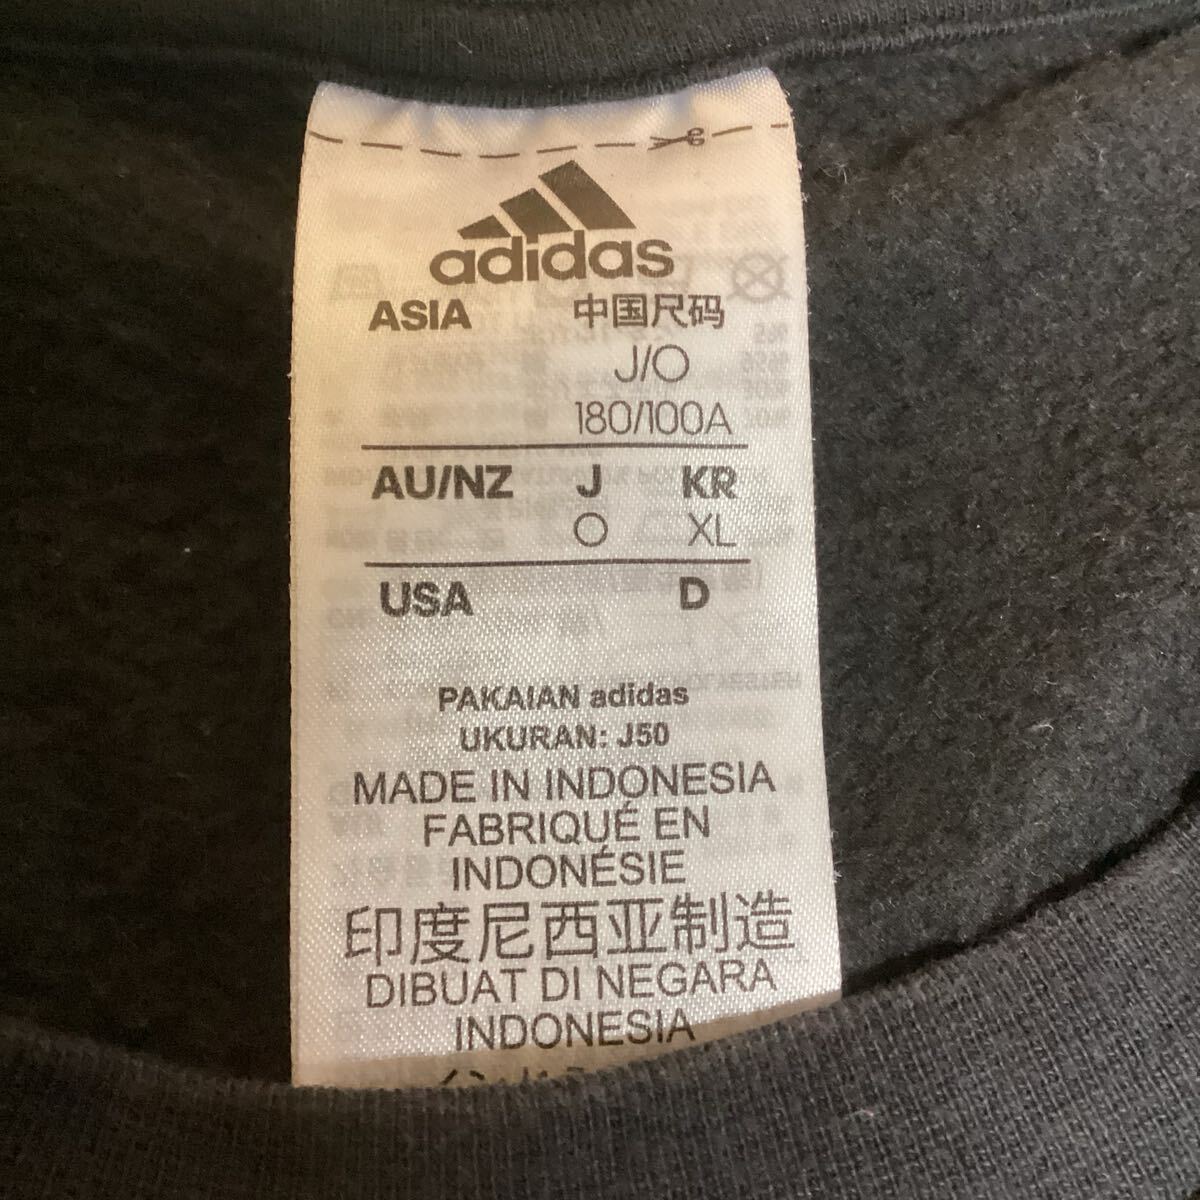 adidas
ASIA 中国尺码
J/O
180/100A
AU/NZ J KR
O XL
USA D
PAKAIAN adidas
UKURAN: J50
MADE IN INDONESIA
FABRIQUÉ EN
INDONÉSIE
印度尼西亚制造
DIBUAT DI NEGARA
INDONESIA